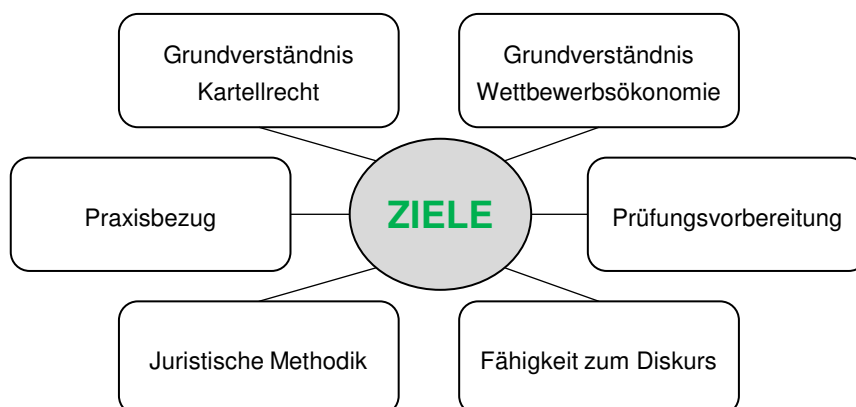 Grundverständnis
Kartellrecht
Grundverständnis
Wettbewerbsökonomie
Praxisbezug
ZIELE
Prüfungsvorbereitung
Juristische Methodik
Fähigkeit zum Diskurs